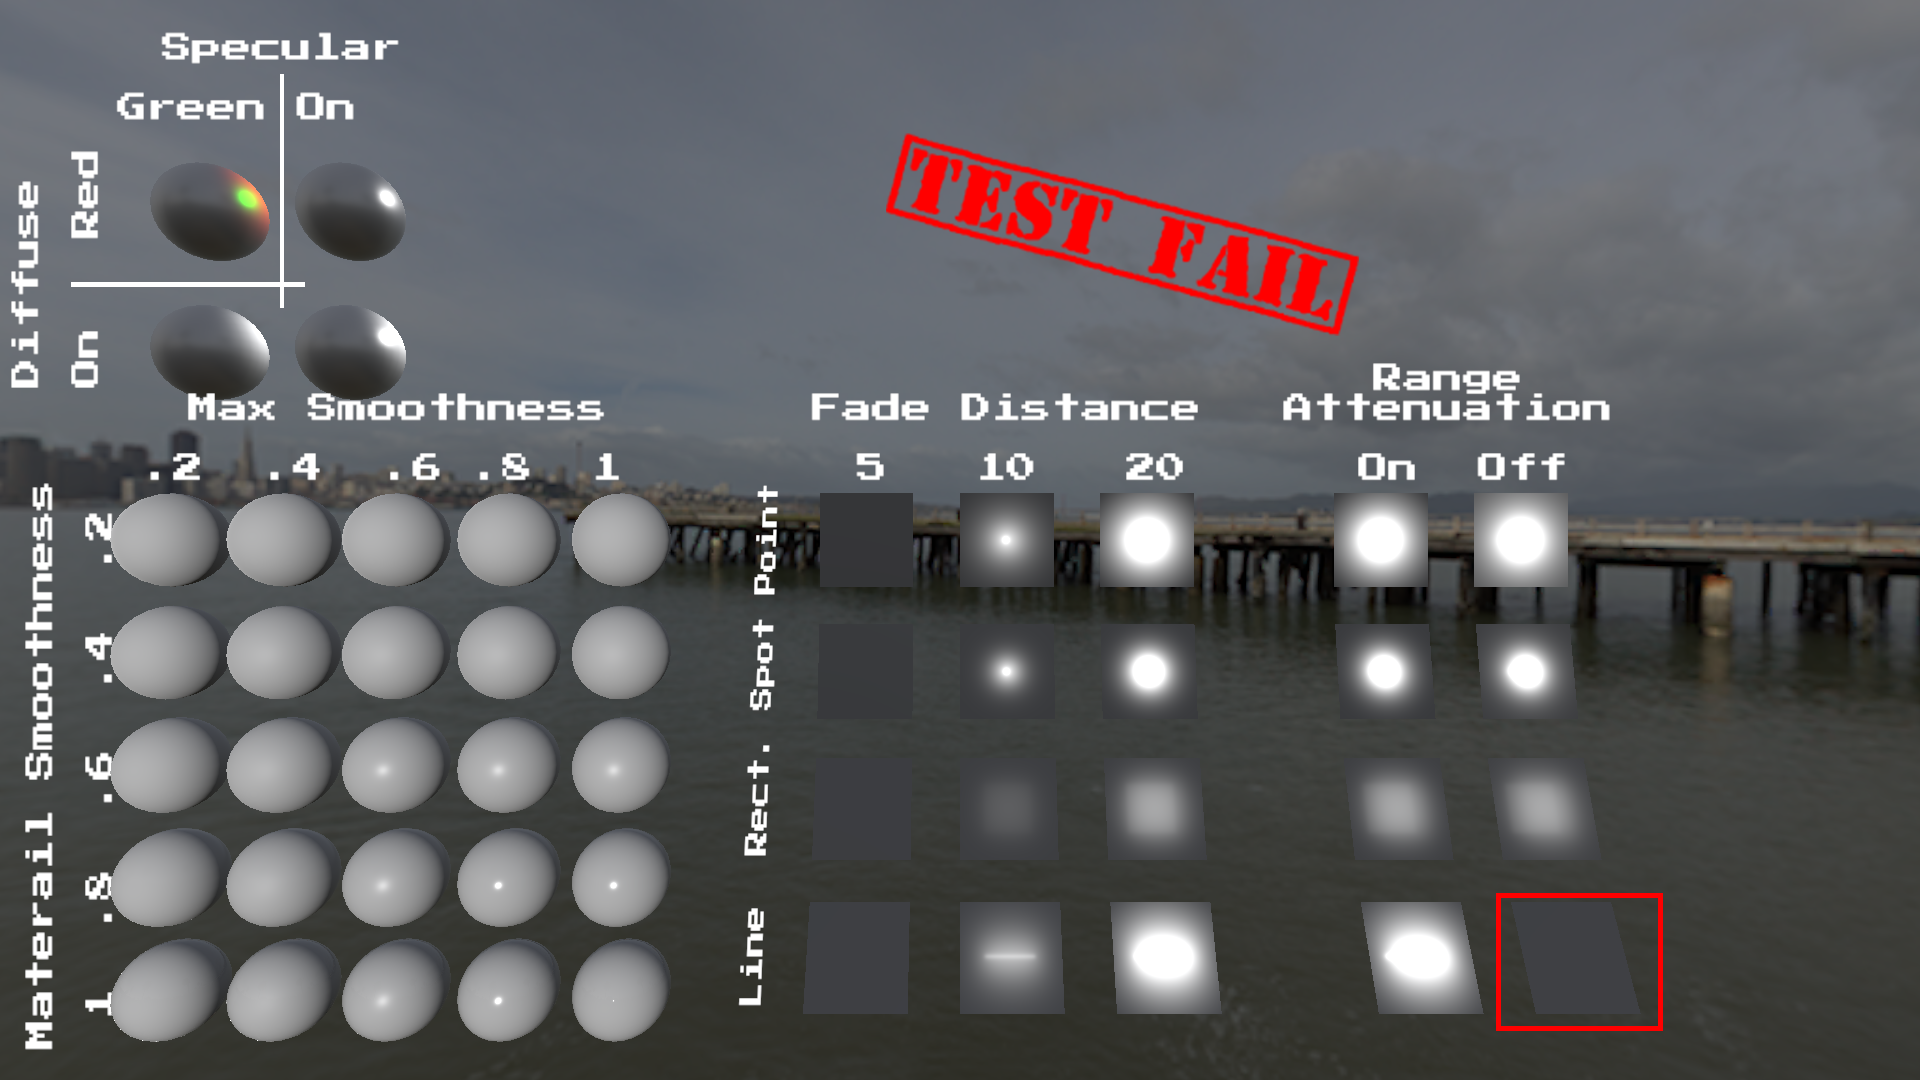 Specular
Green On
Diffuse
Red
On
TEST FAIL
Max Smoothness
.2 .4 .6 .8 1
Materail Smoothness
.2
.4
.6
.8
1
Fade Distance
5 10 20
Range
Attenuation
On Off
Point
Spot
Rect.
Line